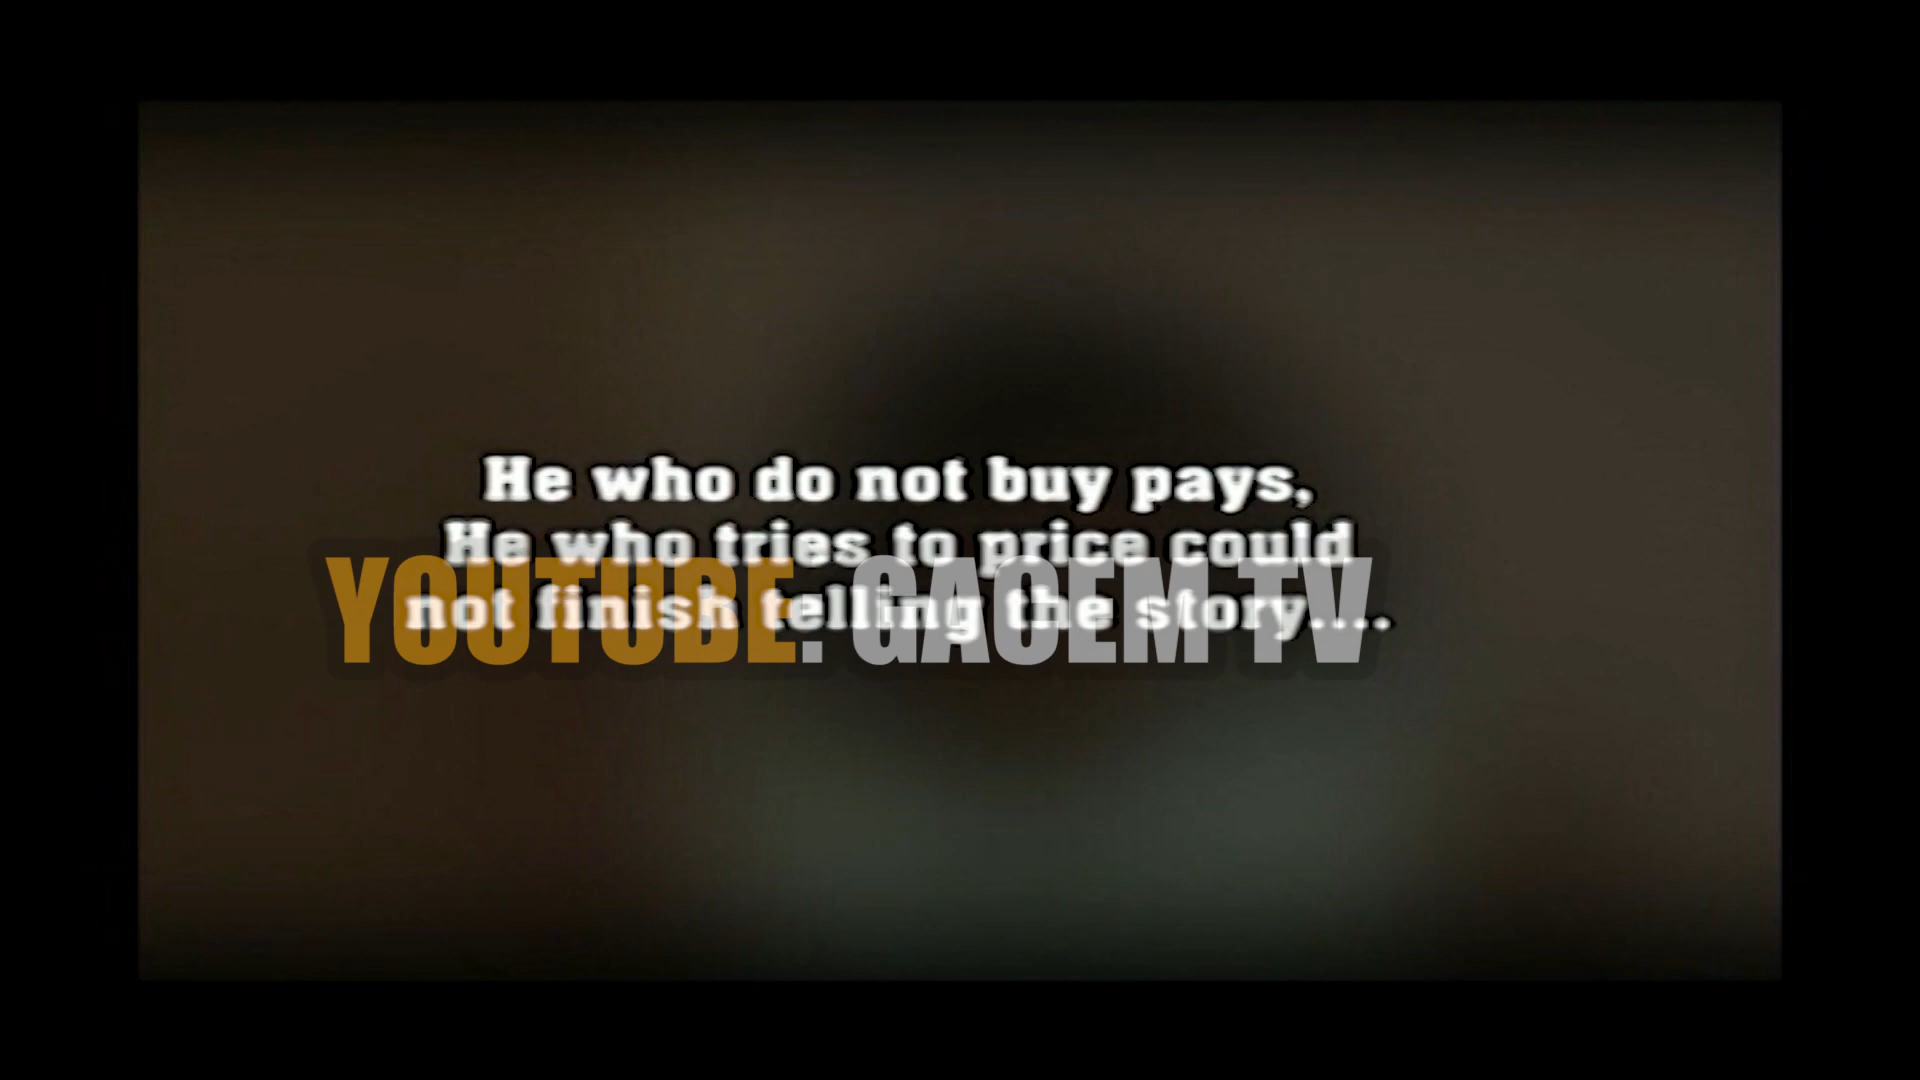 He who do not buy pays,
He who tries to price could
not finish telling the story....
YOUTUBE: GACEM TV